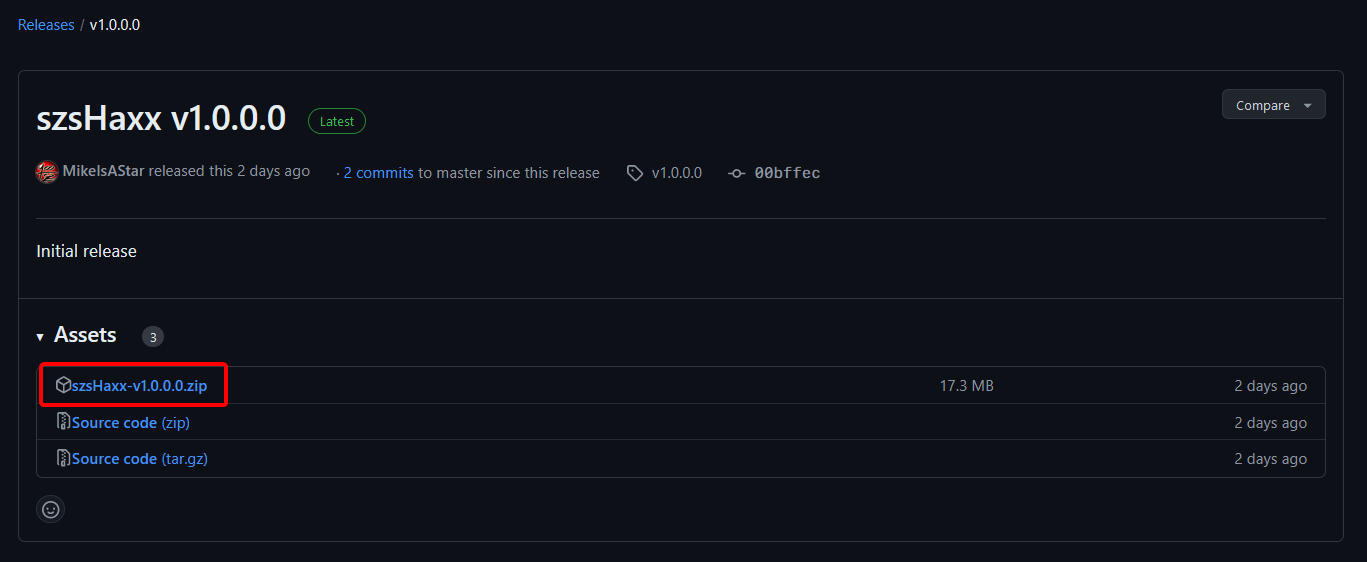 Releases / v1.0.0.0
szsHaxx v1.0.0.0 Latest Compare
MikeIsAStar released this 2 days ago · 2 commits to master since this release v1.0.0.0 00bffec
Initial release
Assets 3
szsHaxx-v1.0.0.0.zip 17.3 MB 2 days ago
Source code (zip) 2 days ago
Source code (tar.gz) 2 days ago